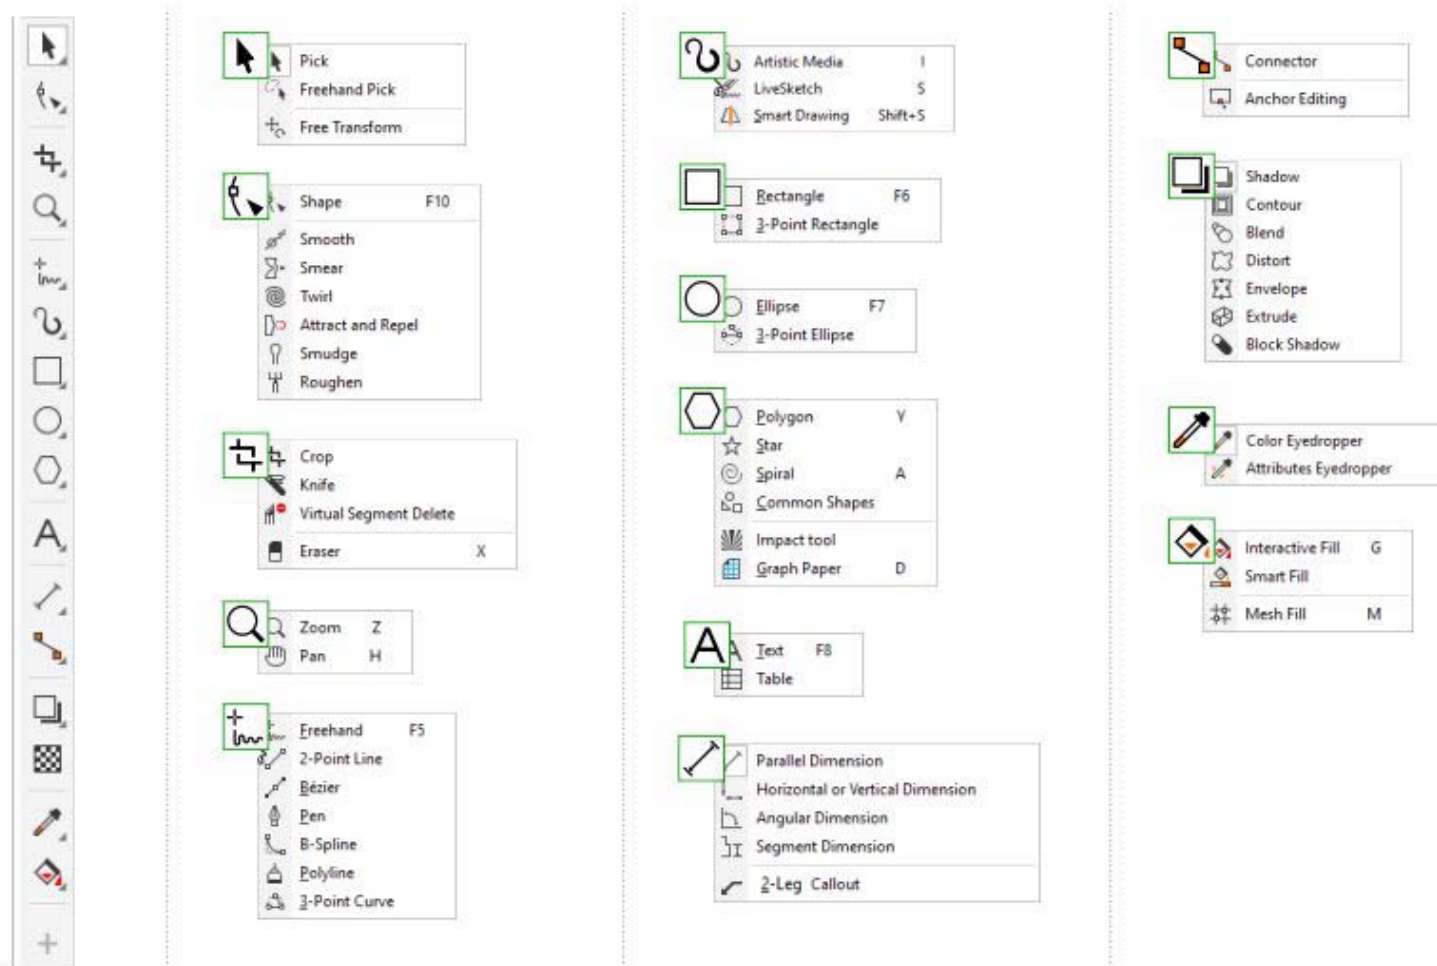 Pick
Freehand Pick
Free Transform
Shape F10
Smooth
Smear
Twirl
Attract and Repel
Smudge
Roughen
Crop
Knife
Virtual Segment Delete
Eraser X
Zoom Z
Pan H
Freehand F5
2-Point Line
Bézier
Pen
B-Spline
Polyline
3-Point Curve
Artistic Media I
LiveSketch S
Smart Drawing Shift+S
Rectangle F6
3-Point Rectangle
Ellipse F7
3-Point Ellipse
Polygon Y
Star
Spiral A
Common Shapes
Impact tool
Graph Paper D
Text F8
Table
Parallel Dimension
Horizontal or Vertical Dimension
Angular Dimension
Segment Dimension
2-Leg Callout
Connector
Anchor Editing
Shadow
Contour
Blend
Distort
Envelope
Extrude
Block Shadow
Color Eyedropper
Attributes Eyedropper
Interactive Fill G
Smart Fill
Mesh Fill M